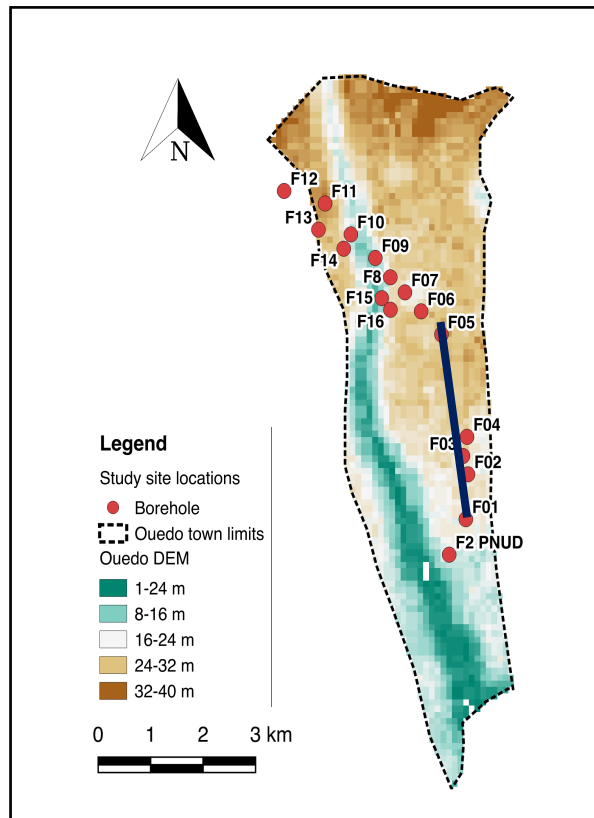 N
F12
F11
F13
F10
F14
F09
F8
F07
F15
F06
F16
F05
F04
F03
F02
F01
F2 PNUD
Legend
Study site locations
Borehole
Ouedo town limits
Ouedo DEM
1-24 m
8-16 m
16-24 m
24-32 m
32-40 m
0 1 2 3 km